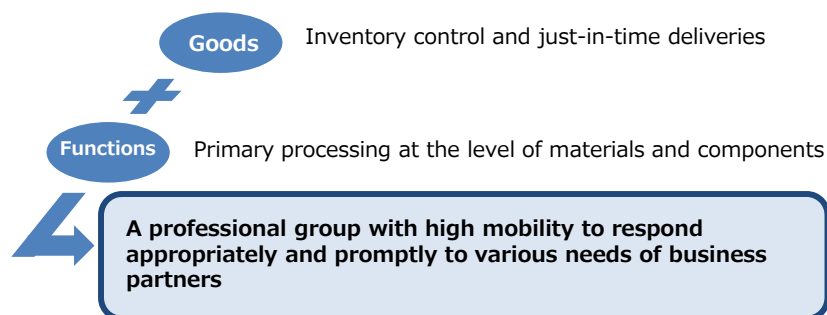 Goods
Inventory control and just-in-time deliveries
Functions
Primary processing at the level of materials and components
A professional group with high mobility to respond
appropriately and promptly to various needs of business
partners